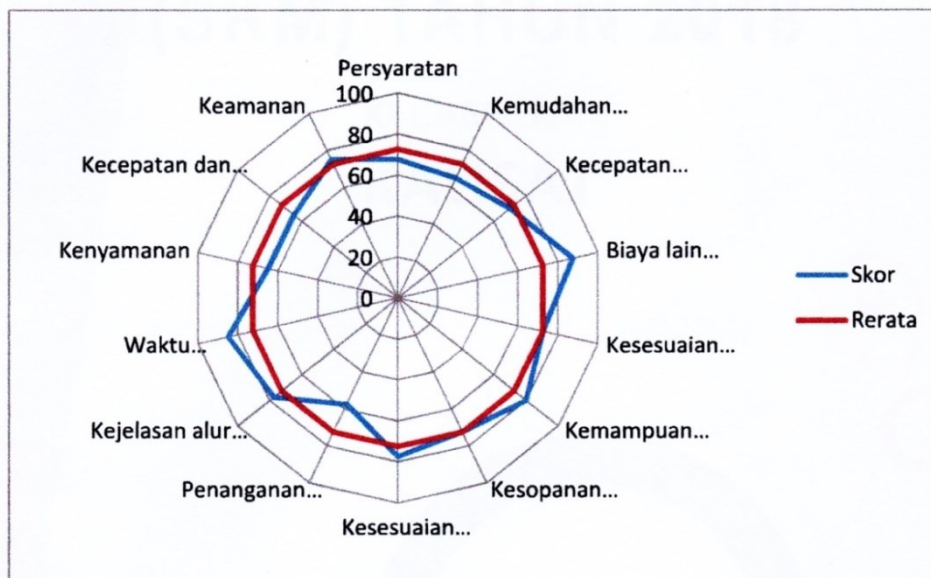 Persyaratan
Kemudahan...
Kecepatan...
Biaya lain...
Kesesuaian...
Kemampuan...
Kesopanan...
Kesesuaian...
Penanganan...
Kejelasan alur...
Waktu...
Kenyamanan
Kecepatan dan...
Keamanan
100
80
60
40
20
0
Skor
Rerata